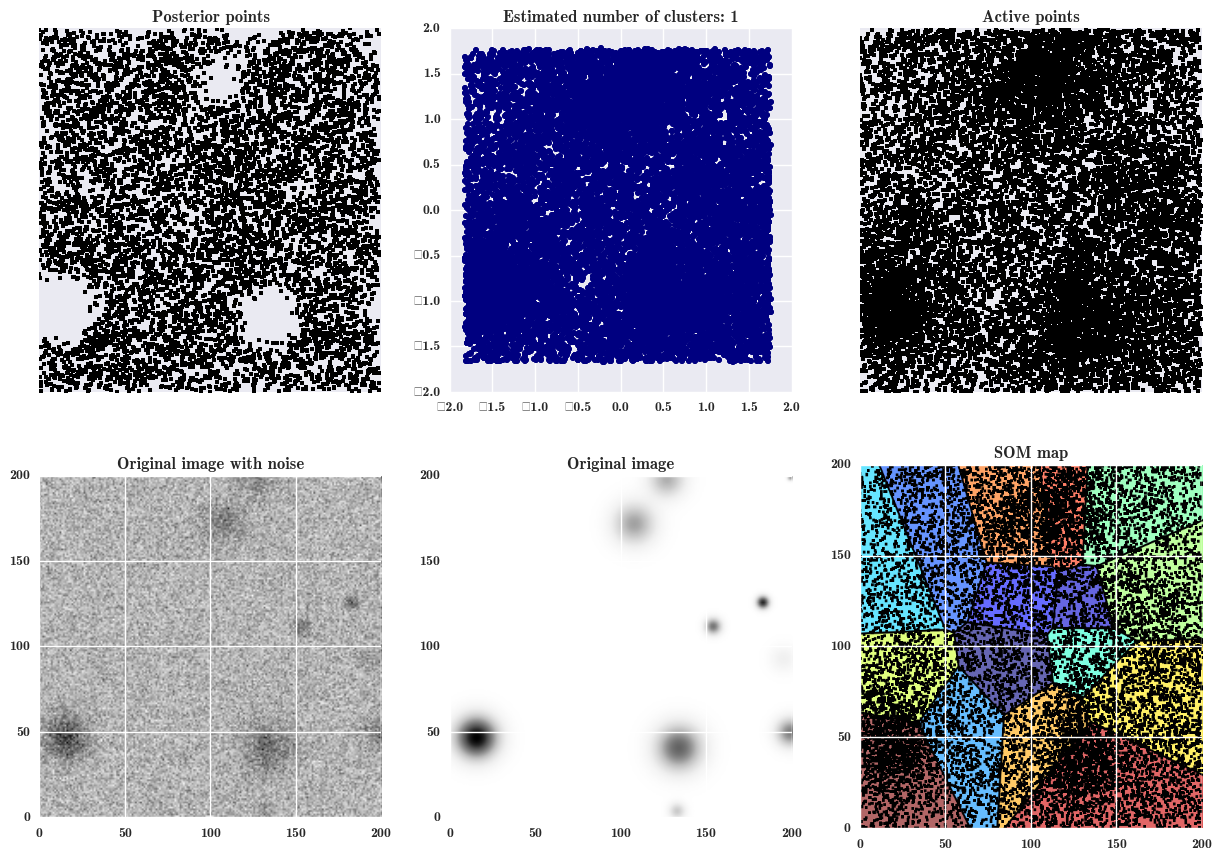 Posterior points
Estimated number of clusters: 1
Active points
2.0
1.5
1.0
0.5
0.0
□0.5
□1.0
□1.5
□2.0
□2.0 □1.5 □1.0 □0.5 0.0 0.5 1.0 1.5 2.0
Original image with noise
Original image
SOM map
200
150
100
50
0
0 50 100 150 200
200
150
100
50
0
0 50 100 150 200
200
150
100
50
0
0 50 100 150 200